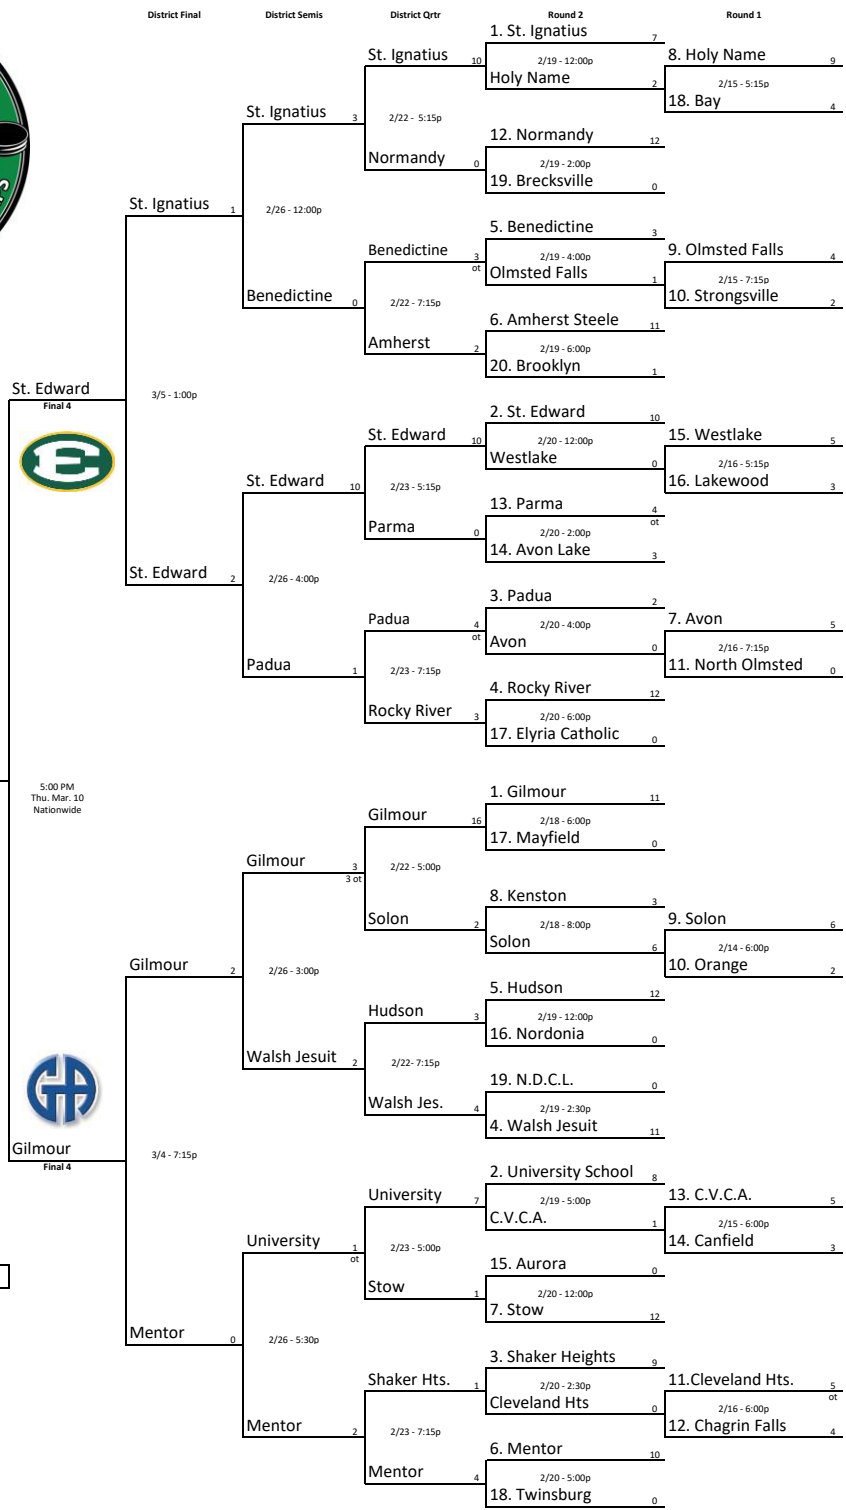 District Final District Semis District Qrtr Round 2 Round 1
1. St. Ignatius 7
St. Ignatius 10 2/19 - 12:00p 8. Holy Name 9
Holy Name 2 2/15 - 5:15p
18. Bay 4
St. Ignatius 3 2/22 - 5:15p
12. Normandy 12
Normandy 0 2/19 - 2:00p
19. Brecksville 0
St. Ignatius 1 2/26 - 12:00p
5. Benedictine 3
Benedictine 3 2/19 - 4:00p 9. Olmsted Falls 4
ot Olmsted Falls 1 2/15 - 7:15p
Benedictine 0 2/22 - 7:15p 10. Strongsville 2
6. Amherst Steele 11
Amherst 2 2/19 - 6:00p
20. Brooklyn 1
St. Edward 3/5 - 1:00p
Final 4
2. St. Edward 10
E St. Edward 10 2/20 - 12:00p 15. Westlake 5
Westlake 0 2/16 - 5:15p
St. Edward 10 2/23 - 5:15p 16. Lakewood 3
13. Parma 4
ot
Parma 0 2/20 - 2:00p
14. Avon Lake 3
St. Edward 2 2/26 - 4:00p
3. Padua 2
Padua 4 2/20 - 4:00p 7. Avon 5
ot Avon 0 2/16 - 7:15p
Padua 1 2/23 - 7:15p 11. North Olmsted 0
4. Rocky River 12
Rocky River 3 2/20 - 6:00p
17. Elyria Catholic 0
5:00 PM
Thu. Mar. 10
Nationwide
1. Gilmour 11
Gilmour 16 2/18 - 6:00p
17. Mayfield 0
Gilmour 3 2/22 - 5:00p
3 ot
8. Kenston 3
Solon 2 2/18 - 8:00p 9. Solon 6
Solon 6 2/14 - 6:00p
Gilmour 2 2/26 - 3:00p 10. Orange 2
5. Hudson 12
Hudson 3 2/19 - 12:00p
16. Nordonia 0
Walsh Jesuit 2 2/22- 7:15p
19. N.D.C.L. 0
GA Walsh Jes. 4 2/19 - 2:30p
4. Walsh Jesuit 11
Gilmour 3/4 - 7:15p
Final 4
2. University School 8
University 7 2/19 - 5:00p 13. C.V.C.A. 5
C.V.C.A. 1 2/15 - 6:00p
University 1 2/23 - 5:00p 14. Canfield 3
ot
15. Aurora 0
Stow 1 2/20 - 12:00p
7. Stow 12
Mentor 0 2/26 - 5:30p
3. Shaker Heights 9
Shaker Hts. 1 2/20 - 2:30p 11.Cleveland Hts. 5
ot
Cleveland Hts 0 2/16 - 6:00p
Mentor 2 2/23 - 7:15p 12. Chagrin Falls 4
6. Mentor 10
Mentor 4 2/20 - 5:00p
18. Twinsburg 0